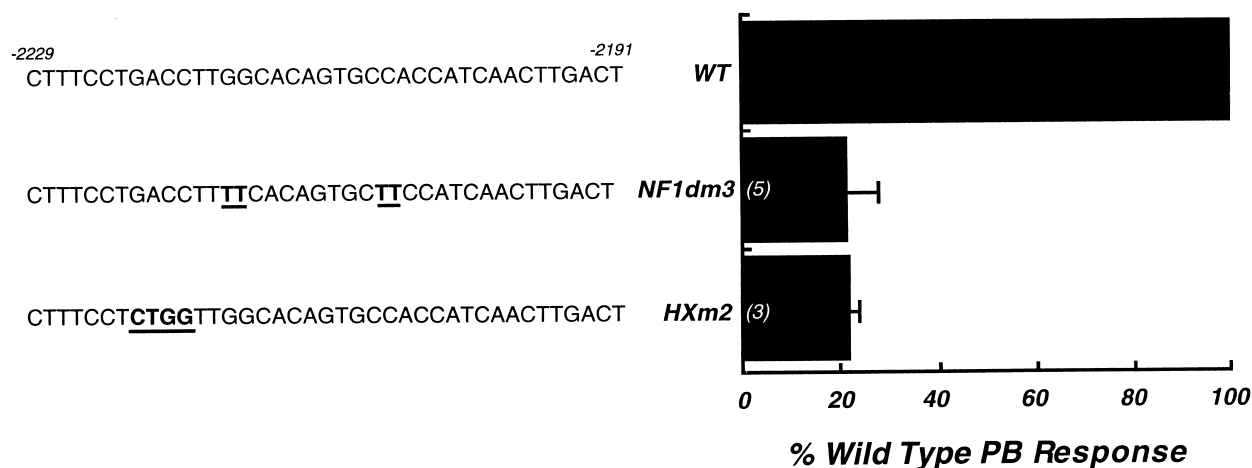 -2229 -2191
CTTTCCTGACCTTGGCACAGTGCCACCATCAACTTGACT WT
CTTTCCTGACCTTTTCACAGTGCTTCCATCAACTTGACT NF1dm3 (5)
CTTTCCTCTGGTTGGCACAGTGCCACCATCAACTTGACT HXm2 (3)
0 20 40 60 80 100
% Wild Type PB Response